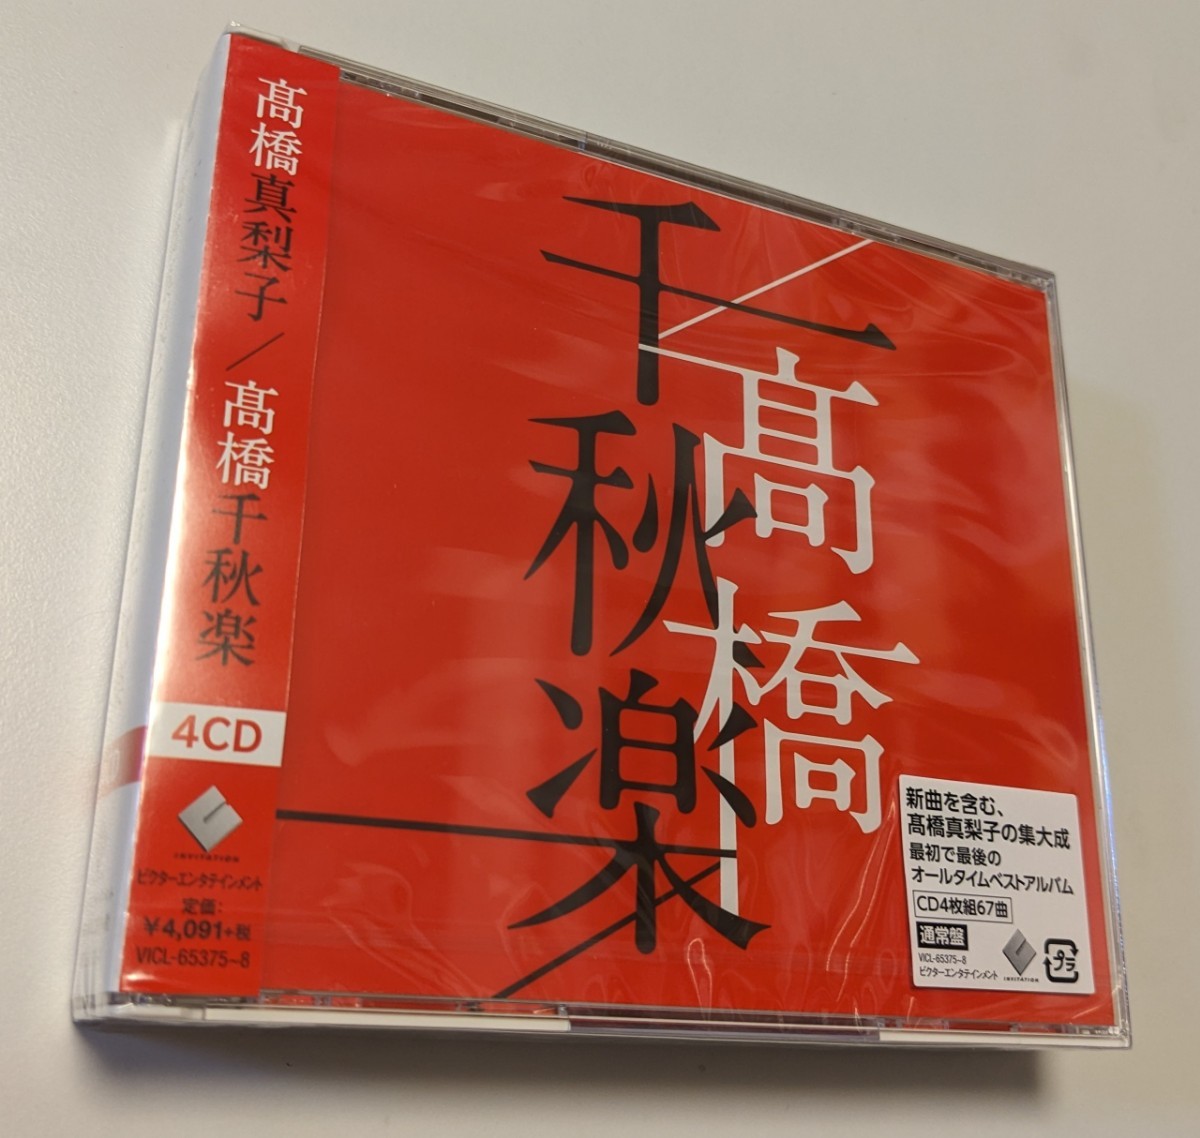 髙橋真梨子／髙橋千秋楽
4CD
INVITATION
ビクターエンタテインメント
定価：
¥4,091+税
VICL-65375~8
千秋楽
髙橋
新曲を含む、
髙橋真梨子の集大成
最初で最後の
オールタイムベストアルバム
CD4枚組67曲
通常盤
VICL-65375~8
ビクターエンタテインメント
INVITATION
プラ